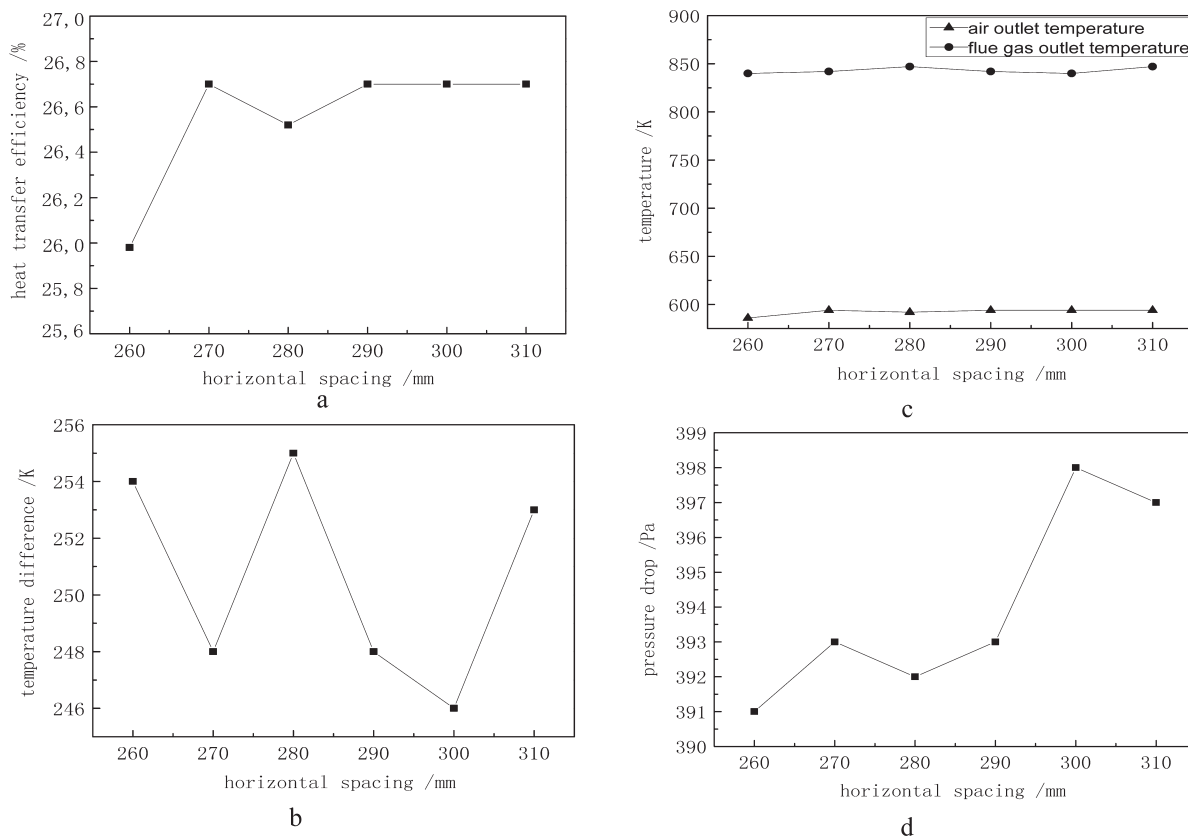 heat transfer efficiency /%
27,0
26,8
26,6
26,4
26,2
26,0
25,8
25,6
260 270 280 290 300 310
horizontal spacing /mm
a
temperature /K
900
850
800
750
700
650
600
air outlet temperature
flue gas outlet temperature
260 270 280 290 300 310
horizontal spacing /mm
c
temperature difference /K
256
254
252
250
248
246
260 270 280 290 300 310
horizontal spacing /mm
b
pressure drop /Pa
399
398
397
396
395
394
393
392
391
390
260 270 280 290 300 310
horizontal spacing /mm
d